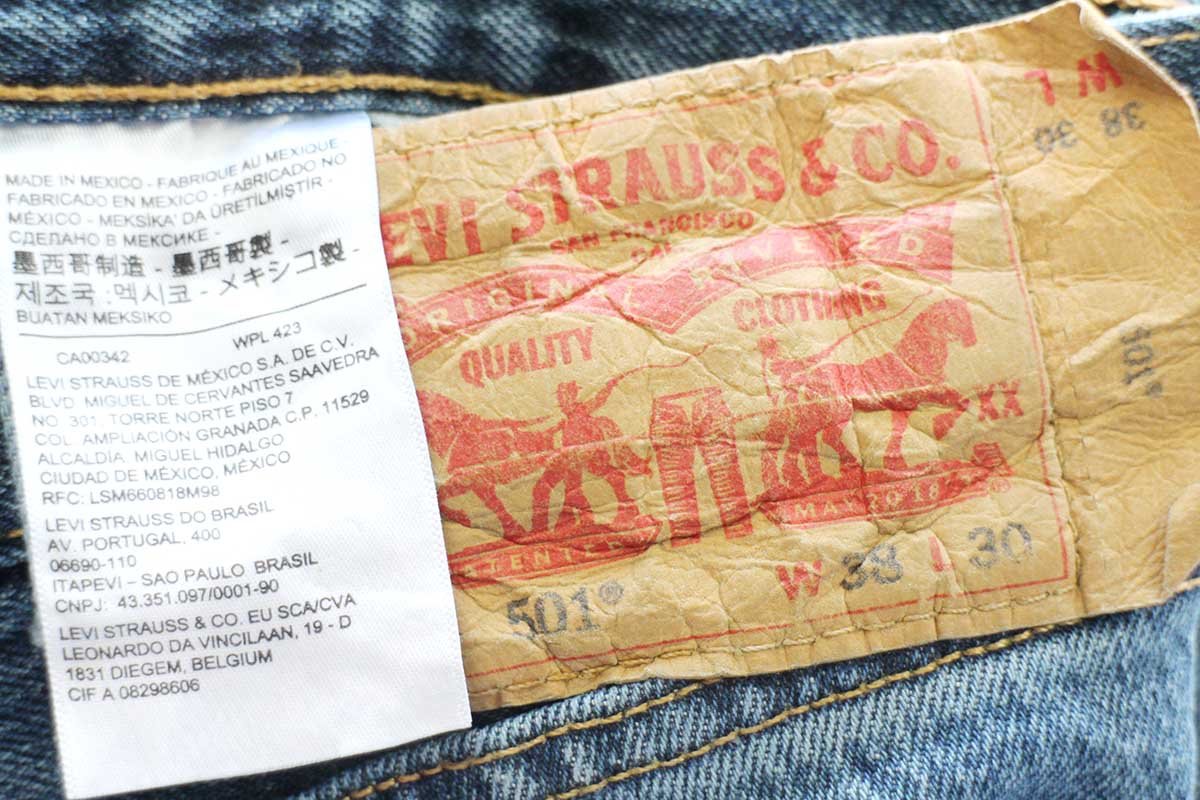 MADE IN MEXICO - FABRIQUE AU MEXIQUE
FABRICADO EN MEXICO - FABRICADO NO
MÉXICO - MEKSİKA' DA ÜRETİLMİŞTİR -
СДЕЛАНО В МЕКСИКЕ -
墨西哥制造 - 墨西哥製 -
제조국 :멕시코 - メキシコ製 -
BUATAN MEKSIKO
CA00342 WPL 423
LEVI STRAUSS DE MÉXICO S.A. DE C.V.
BLVD. MIGUEL DE CERVANTES SAAVEDRA
NO. 301, TORRE NORTE PISO 7
COL. AMPLIACIÓN GRANADA C.P. 11529
ALCALDÍA, MIGUEL HIDALGO
CIUDAD DE MÉXICO, MÉXICO
RFC: LSM660818M98
LEVI STRAUSS DO BRASIL
AV. PORTUGAL, 400
06690-110
ITAPEVI – SAO PAULO BRASIL
CNPJ: 43.351.097/0001-90
LEVI STRAUSS & CO. EU SCA/CVA
LEONARDO DA VINCILAAN, 19 - D
1831 DIEGEM, BELGIUM
CIF A 08298606
EVI STRAUSS & CO.
SAN FRANCISCO
CAL
ORIGINAL RIVETED
QUALITY CLOTHING
XX
ATENTED MAY 20 18
501® W 38 L 30
W L
38 30
501®